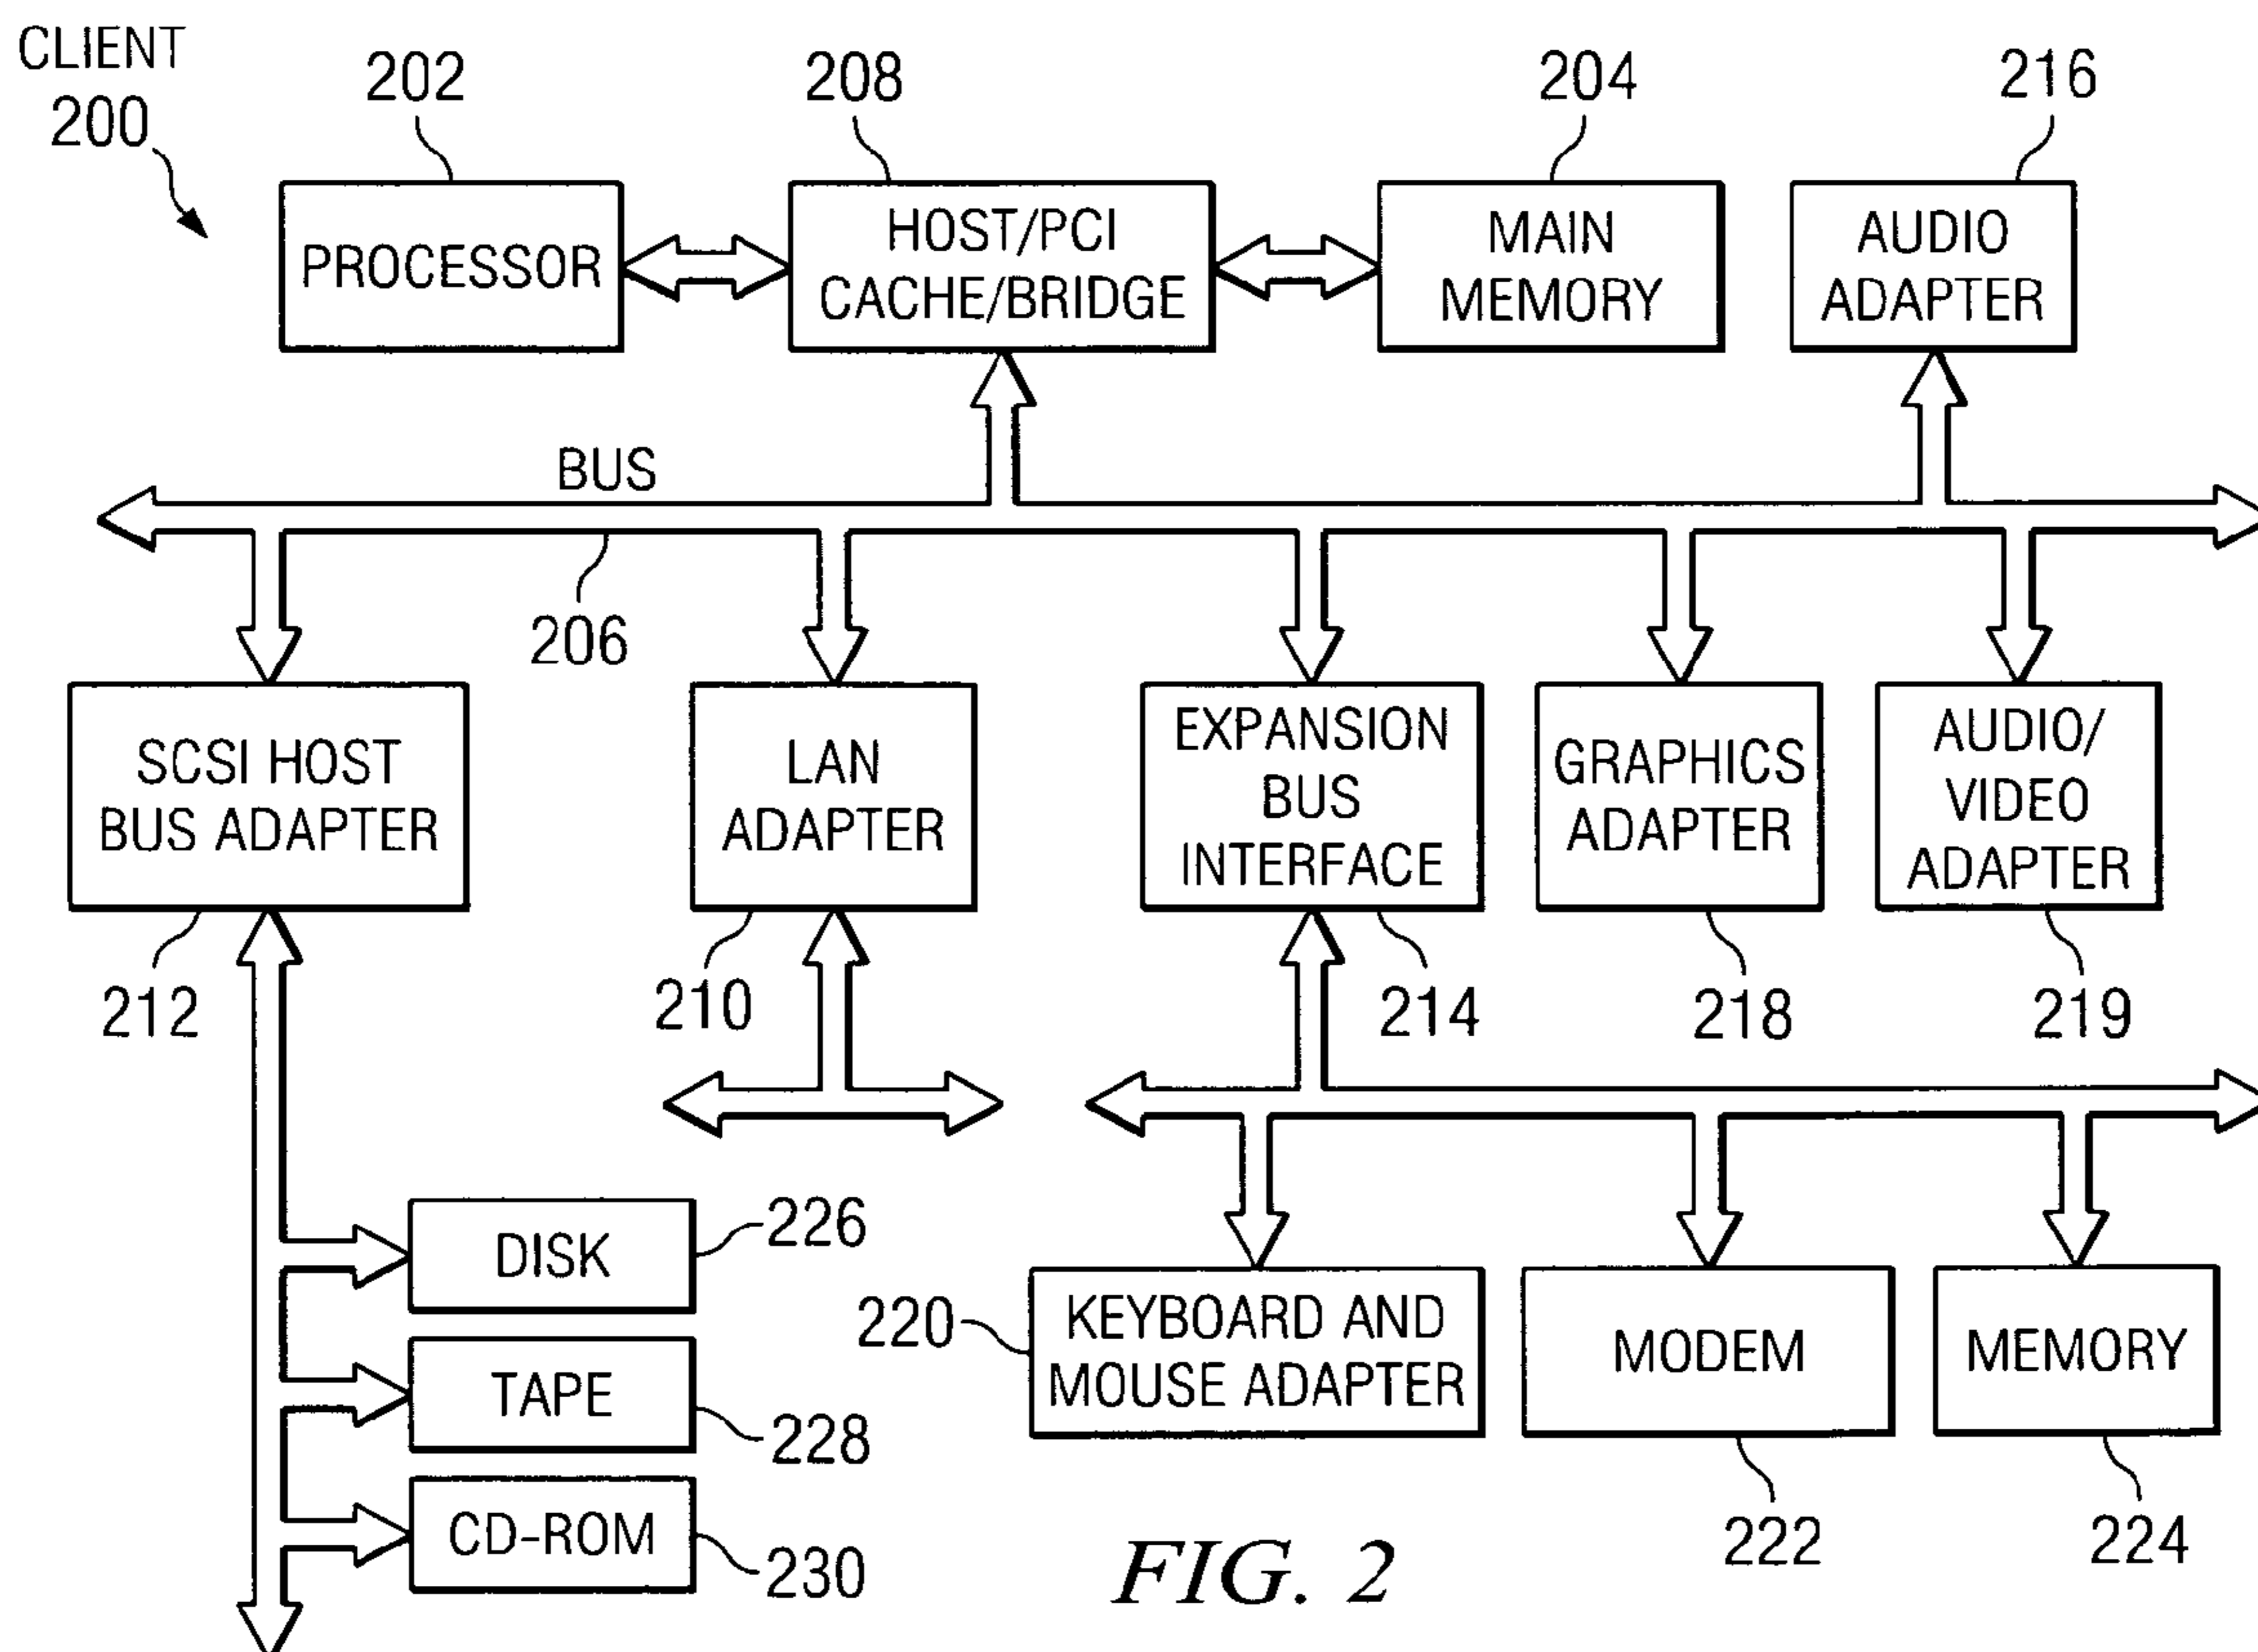 CLIENT
200
202
208
204
216
PROCESSOR
HOST/PCI
CACHE/BRIDGE
MAIN
MEMORY
AUDIO
ADAPTER
BUS
206
SCSI HOST
BUS ADAPTER
LAN
ADAPTER
EXPANSION
BUS
INTERFACE
GRAPHICS
ADAPTER
AUDIO/
VIDEO
ADAPTER
212
210
214
218
219
DISK
226
TAPE
228
CD-ROM
230
220
KEYBOARD AND
MOUSE ADAPTER
MODEM
MEMORY
222
224
FIG. 2